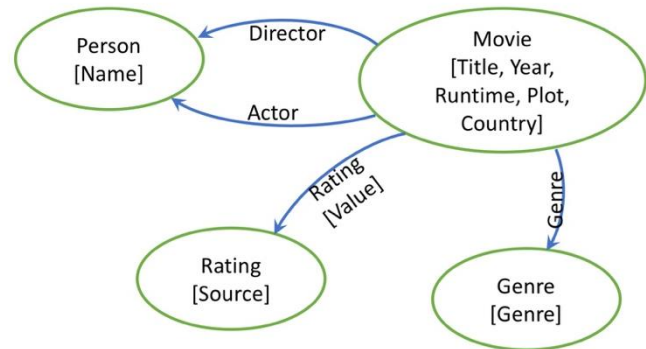 Person
[Name]
Director
Actor
Movie
[Title, Year,
Runtime, Plot,
Country]
Rating
[Value]
Genre
Rating
[Source]
Genre
[Genre]